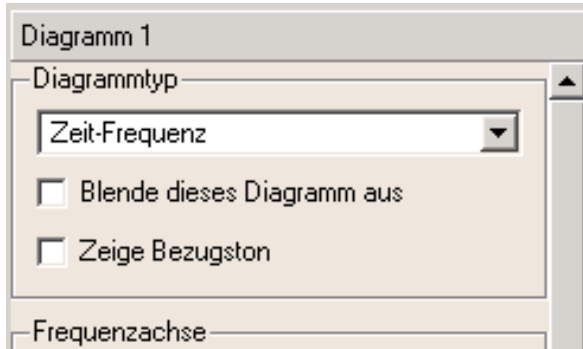 Diagramm 1
Diagrammtyp
Zeit-Frequenz
Blende dieses Diagramm aus
Zeige Bezugston
Frequenzachse